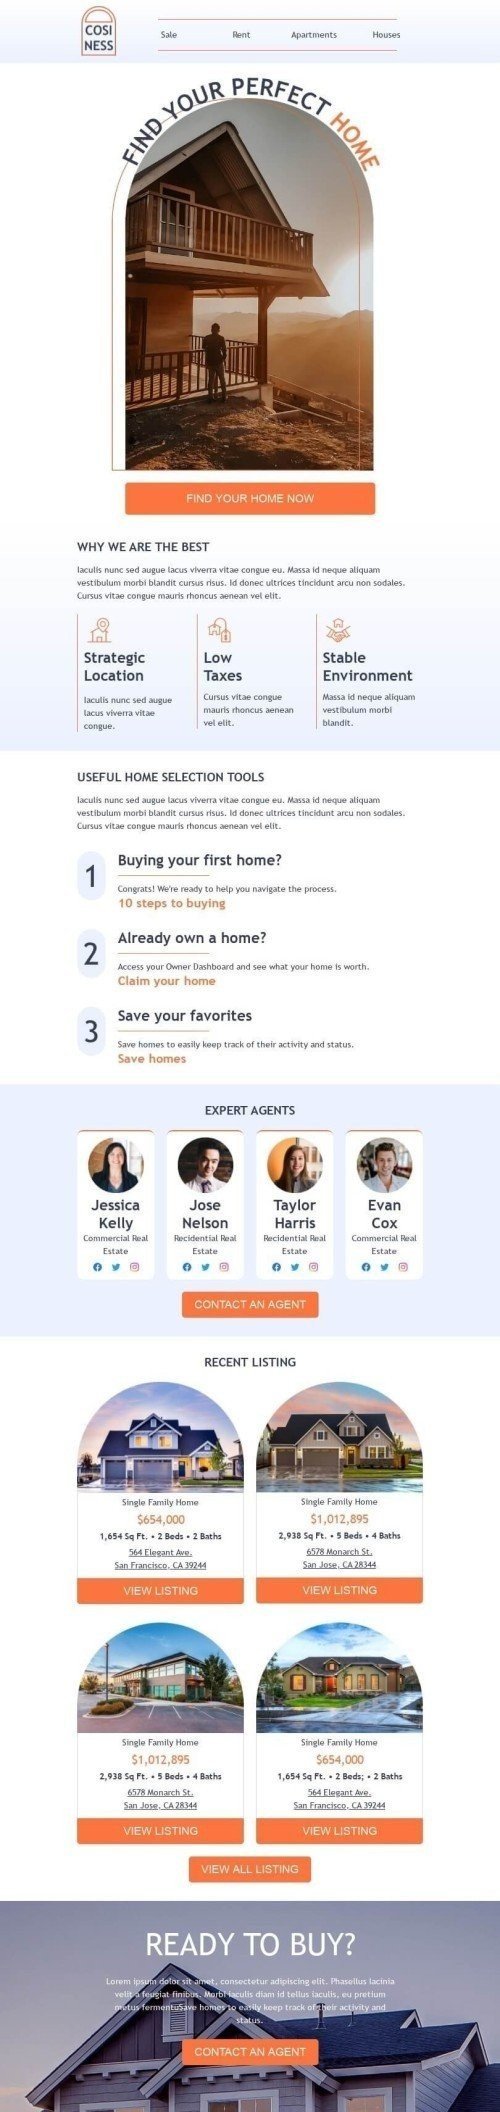 COSI
NESS
Sale Rent Apartments Houses
FIND YOUR PERFECT HOME
FIND YOUR HOME NOW
WHY WE ARE THE BEST
Iaculis nunc sed augue lacus viverra vitae congue eu. Massa id neque aliquam
vestibulum morbi blandit cursus risus. Id donec ultrices tincidunt arcu non sodales.
Cursus vitae congue mauris rhoncus aenean vel elit.
Strategic
Location
Iaculis nunc sed augue
lacus viverra vitae
congue.
Low
Taxes
Cursus vitae congue
mauris rhoncus aenean
vel elit.
Stable
Environment
Massa id neque aliquam
vestibulum morbi
blandit.
USEFUL HOME SELECTION TOOLS
Iaculis nunc sed augue lacus viverra vitae congue eu. Massa id neque aliquam
vestibulum morbi blandit cursus risus. Id donec ultrices tincidunt arcu non sodales.
Cursus vitae congue mauris rhoncus aenean vel elit.
1
Buying your first home?
Congrats! We're ready to help you navigate the process.
10 steps to buying
2
Already own a home?
Access your Owner Dashboard and see what your home is worth.
Claim your home
3
Save your favorites
Save homes to easily keep track of their activity and status.
Save homes
EXPERT AGENTS
Jessica
Kelly
Commercial Real
Estate
Jose
Nelson
Recidential Real
Estate
Taylor
Harris
Recidential Real
Estate
Evan
Cox
Commercial Real
Estate
CONTACT AN AGENT
RECENT LISTING
Single Family Home
$654,000
1,654 Sq Ft. • 2 Beds • 2 Baths
564 Elegant Ave.
San Francisco, CA 39244
VIEW LISTING
Single Family Home
$1,012,895
2,938 Sq Ft. • 5 Beds • 4 Baths
6578 Monarch St.
San Jose, CA 28344
VIEW LISTING
Single Family Home
$1,012,895
2,938 Sq Ft. • 5 Beds • 4 Baths
6578 Monarch St.
San Jose, CA 28344
VIEW LISTING
Single Family Home
$654,000
1,654 Sq Ft. • 2 Beds; • 2 Baths
564 Elegant Ave.
San Francisco, CA 39244
VIEW LISTING
VIEW ALL LISTING
READY TO BUY?
Lorem ipsum dolor sit amet, consectetur adipiscing elit. Phasellus lacinia
velit a feugiat finibus. Morbi iaculis diam id tellus iaculis, eu pretium
metus fermentuSave homes to easily keep track of their activity and
status.
CONTACT AN AGENT